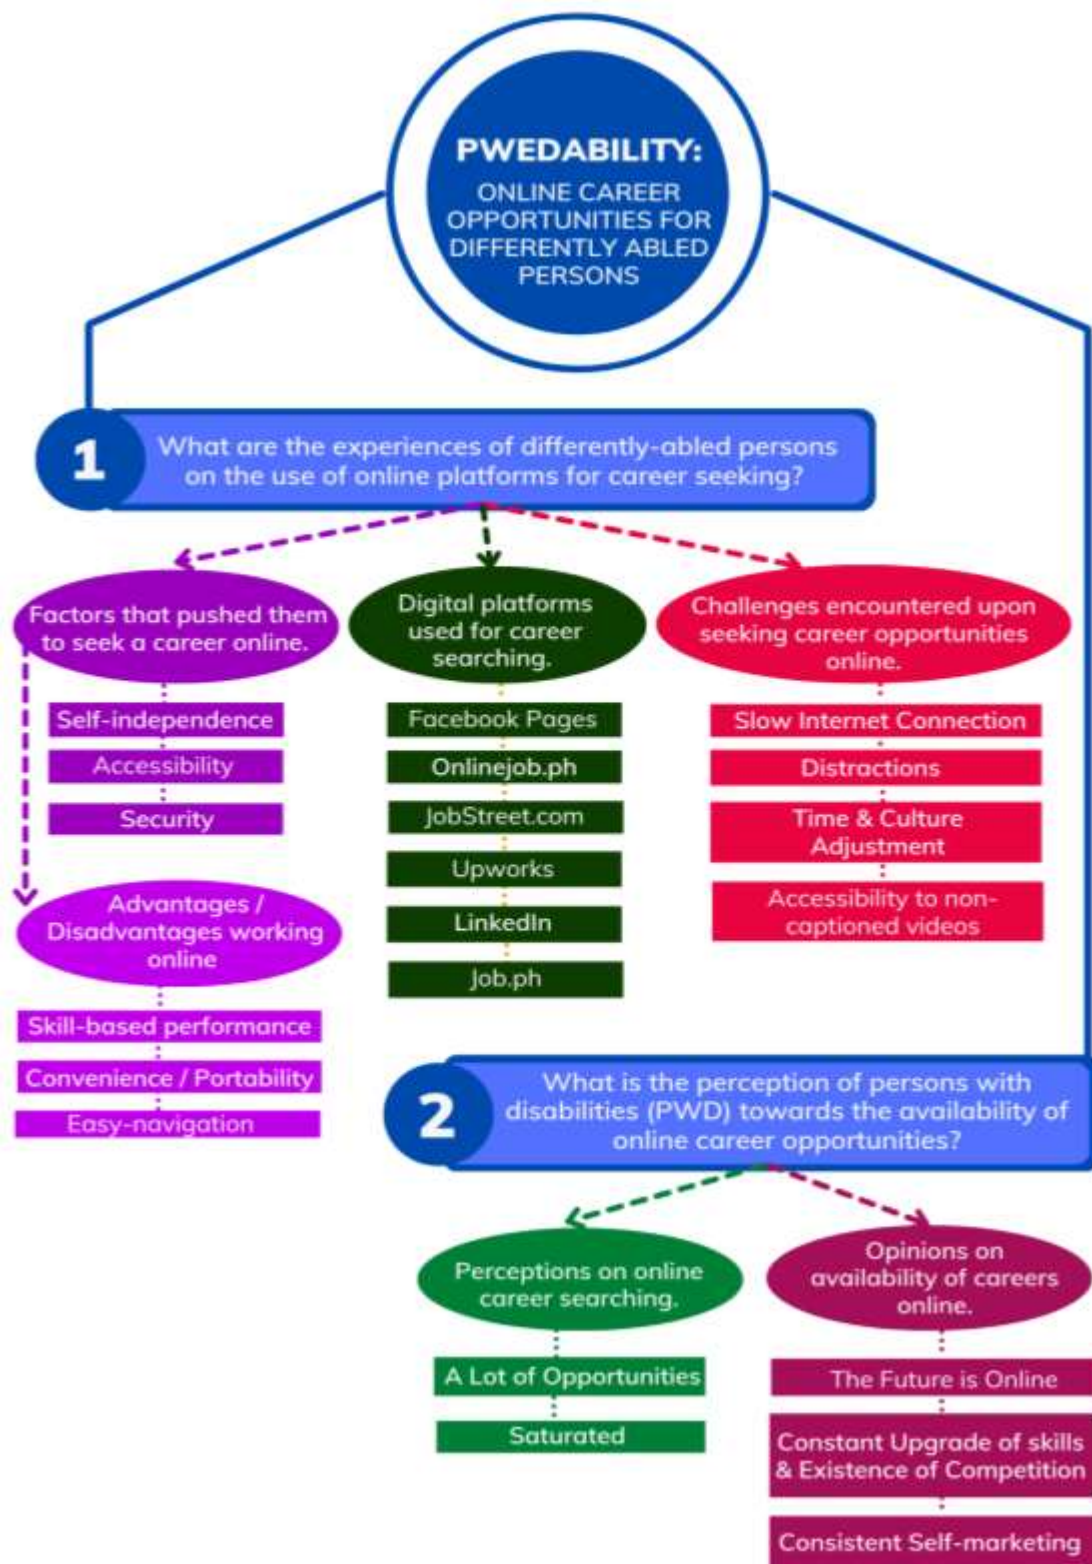 PWEDABILITY:
ONLINE CAREER
OPPORTUNITIES FOR
DIFFERENTLY ABLED
PERSONS
1
What are the experiences of differently-abled persons
on the use of online platforms for career seeking?
Factors that pushed them
to seek a career online.
Self-independence
Accessibility
Security
Advantages /
Disadvantages working
online
Skill-based performance
Convenience / Portability
Easy-navigation
Digital platforms
used for career
searching.
Facebook Pages
Onlinejob.ph
JobStreet.com
Upworks
LinkedIn
Job.ph
Challenges encountered upon
seeking career opportunities
online.
Slow Internet Connection
Distractions
Time & Culture
Adjustment
Accessibility to non-
captioned videos
2
What is the perception of persons with
disabilities (PWD) towards the availability of
online career opportunities?
Perceptions on online
career searching.
A Lot of Opportunities
Saturated
Opinions on
availability of careers
online.
The Future is Online
Constant Upgrade of skills
& Existence of Competition
Consistent Self-marketing